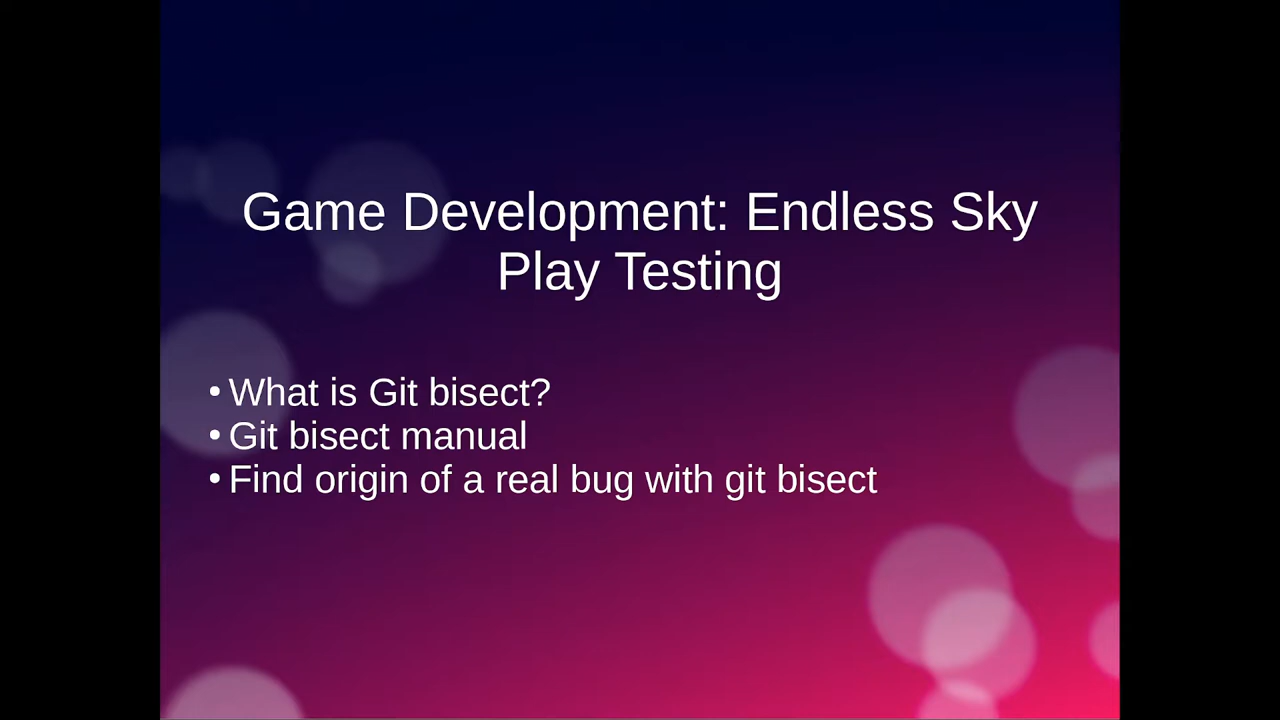 Game Development: Endless Sky
Play Testing
• What is Git bisect?
• Git bisect manual
• Find origin of a real bug with git bisect